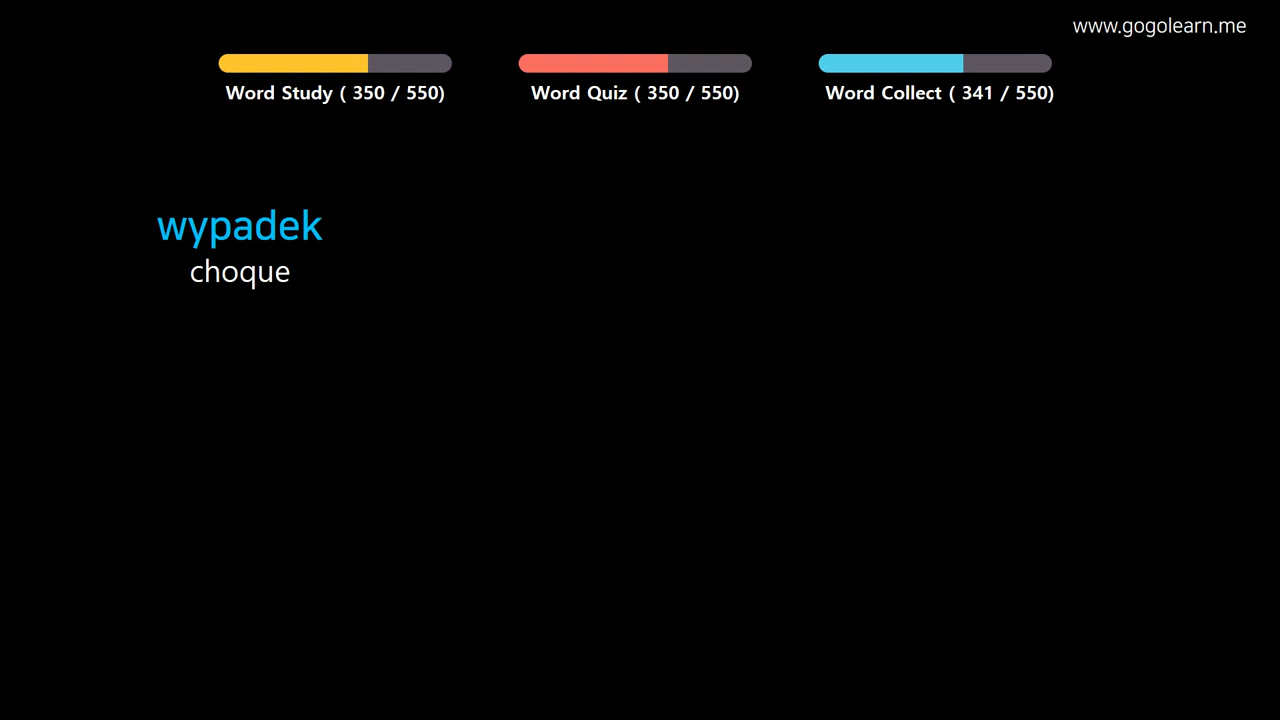 www.gogolearn.me
Word Study ( 350 / 550)
Word Quiz ( 350 / 550)
Word Collect ( 341 / 550)
wypadek
choque